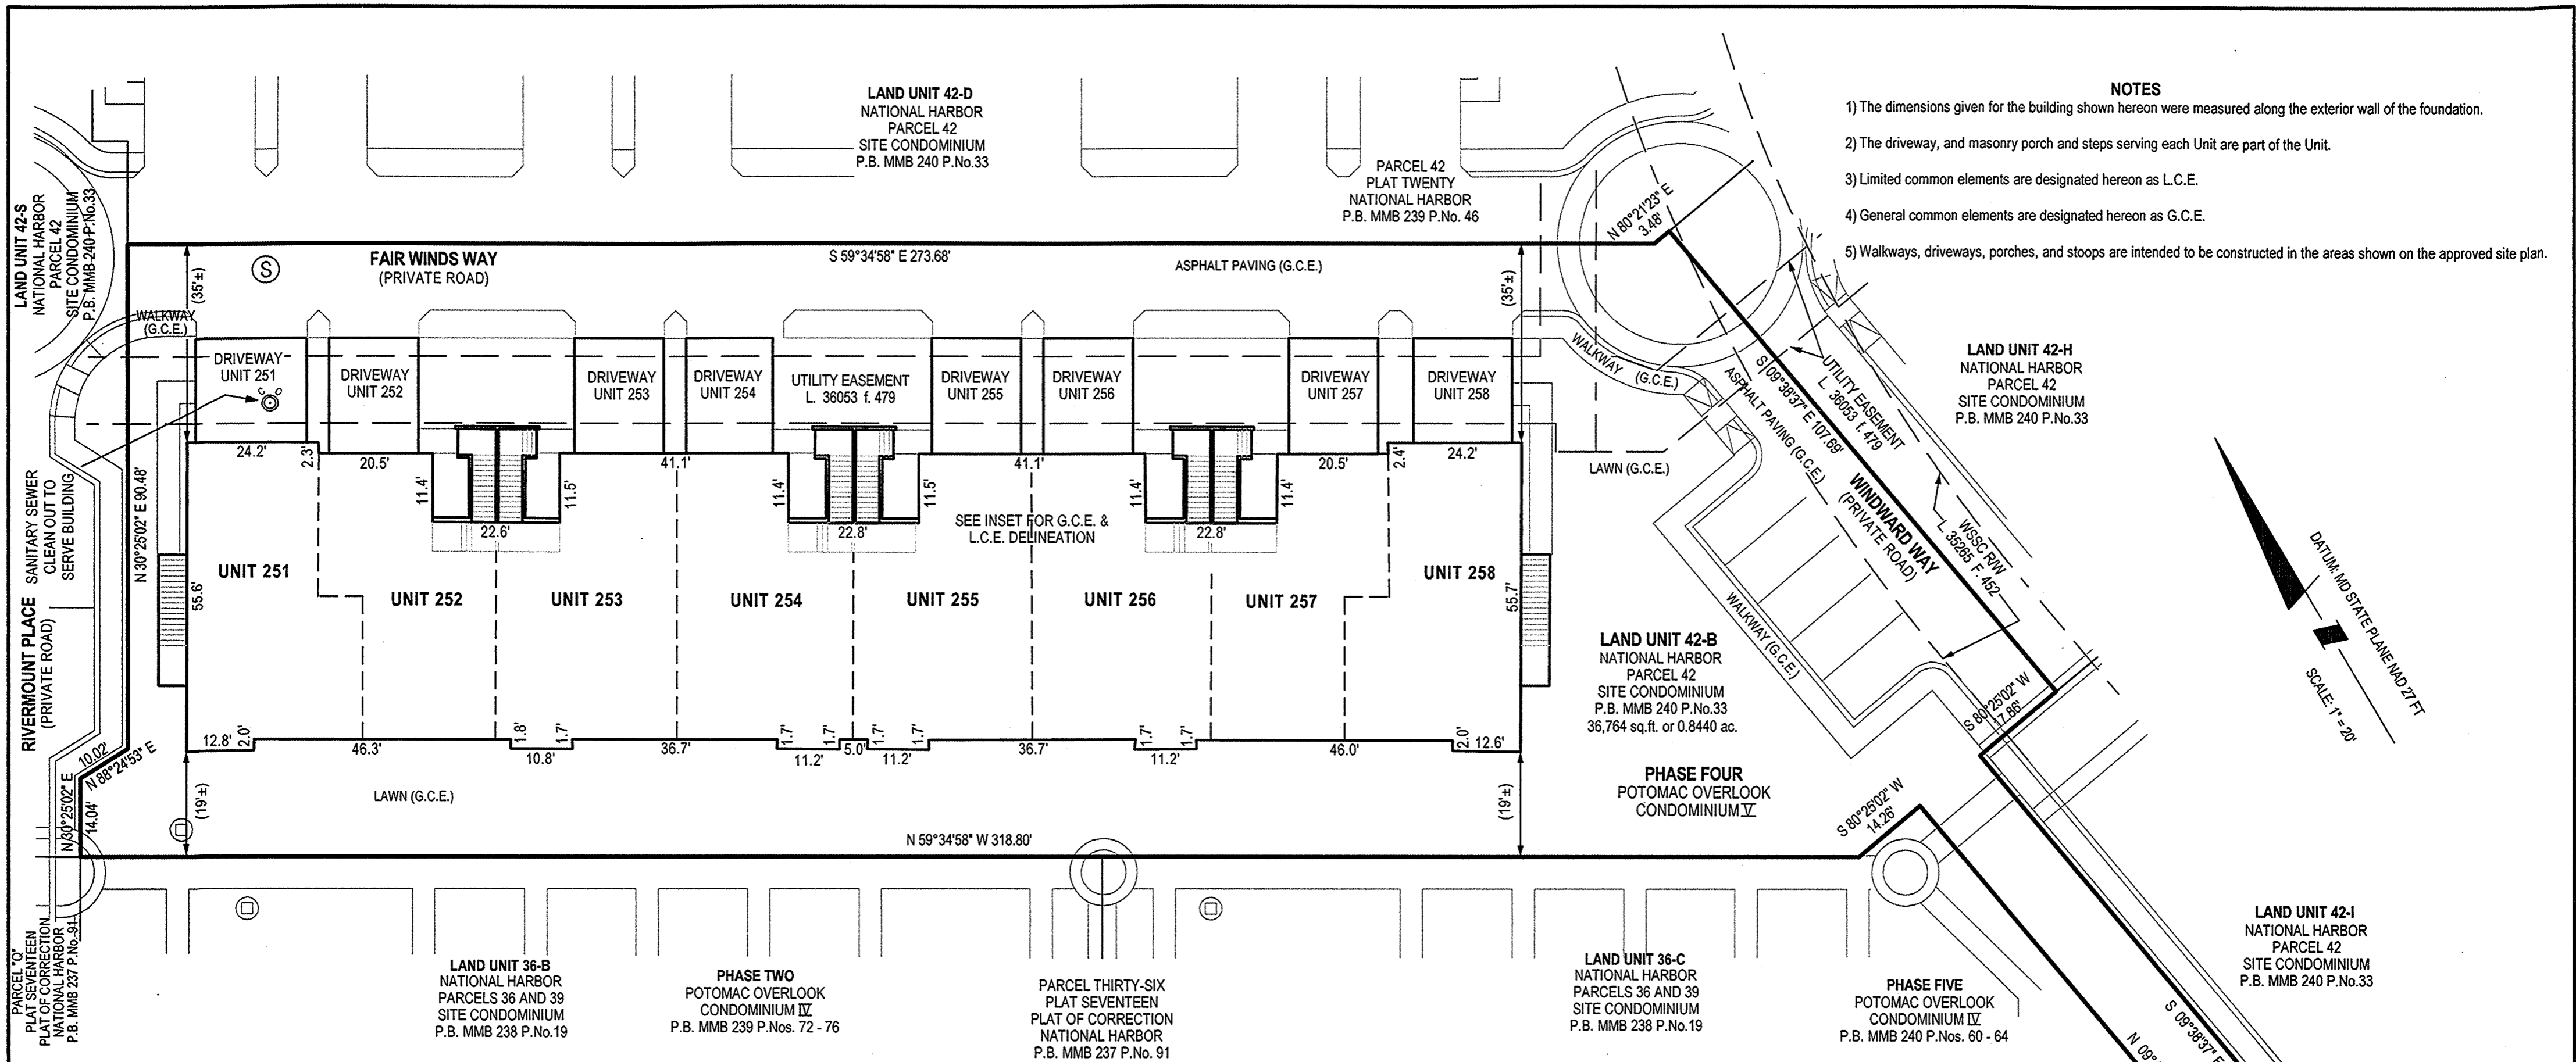 LAND UNIT 42-D
NATIONAL HARBOR
PARCEL 42
SITE CONDOMINIUM
P.B. MMB 240 P.No.33
PARCEL 42
PLAT TWENTY
NATIONAL HARBOR
P.B. MMB 239 P.No. 46
NOTES
1) The dimensions given for the building shown hereon were measured along the exterior wall of the foundation.
2) The driveway, and masonry porch and steps serving each Unit are part of the Unit.
3) Limited common elements are designated hereon as L.C.E.
4) General common elements are designated hereon as G.C.E.
5) Walkways, driveways, porches, and stoops are intended to be constructed in the areas shown on the approved site plan.
LAND UNIT 42-S
NATIONAL HARBOR
PARCEL 42
SITE CONDOMINIUM
P.B. MMB 240 P.No.33
FAIR WINDS WAY
(PRIVATE ROAD)
S
S 59°34'58" E 273.68'
ASPHALT PAVING (G.C.E.)
N 80°21'23" E
3.48'
(35'±)
(35'±)
WALKWAY
(G.C.E.)
DRIVEWAY
UNIT 251
C O
DRIVEWAY
UNIT 252
DRIVEWAY
UNIT 253
DRIVEWAY
UNIT 254
UTILITY EASEMENT
L. 36053 f. 479
DRIVEWAY
UNIT 255
DRIVEWAY
UNIT 256
DRIVEWAY
UNIT 257
DRIVEWAY
UNIT 258
WALKWAY (G.C.E.)
S 09°38'37" E 107.69'
ASPHALT PAVING (G.C.E.)
UTILITY EASEMENT
L. 36053 f. 479
LAND UNIT 42-H
NATIONAL HARBOR
PARCEL 42
SITE CONDOMINIUM
P.B. MMB 240 P.No.33
24.2'
2.3'
20.5'
11.4'
22.6'
11.5'
41.1'
11.4'
22.8'
11.5'
41.1'
11.4'
22.8'
11.4'
20.5'
2.4'
24.2'
LAWN (G.C.E.)
SEE INSET FOR G.C.E. &
L.C.E. DELINEATION
SANITARY SEWER
CLEAN OUT TO
SERVE BUILDING
N 30°25'02" E 90.48'
RIVERMOUNT PLACE
(PRIVATE ROAD)
55.6'
UNIT 251
UNIT 252
UNIT 253
UNIT 254
UNIT 255
UNIT 256
UNIT 257
UNIT 258
55.7'
WINDWARD WAY
(PRIVATE ROAD)
WSSC R/W
L. 35265 F. 452
WALKWAY (G.C.E.)
DATUM: MD STATE PLANE NAD 27 FT
SCALE: 1" = 20'
LAND UNIT 42-B
NATIONAL HARBOR
PARCEL 42
SITE CONDOMINIUM
P.B. MMB 240 P.No.33
36,764 sq.ft. or 0.8440 ac.
S 80°25'02" W
17.86'
12.8'
2.0'
46.3'
1.8'
10.8'
1.7'
36.7'
1.7'
11.2'
1.7'
5.0'
1.7'
11.2'
1.7'
36.7'
1.7'
11.2'
1.7'
46.0'
2.0'
12.6'
10.02'
N 88°24'53" E
N 30°25'02" E
14.04'
(19'±)
LAWN (G.C.E.)
(19'±)
PHASE FOUR
POTOMAC OVERLOOK
CONDOMINIUM V
S 80°25'02" W
14.26'
N 59°34'58" W 318.80'
PARCEL "Q"
PLAT SEVENTEEN
PLAT OF CORRECTION
NATIONAL HARBOR
P.B. MMB 237 P.No. 91
LAND UNIT 36-B
NATIONAL HARBOR
PARCELS 36 AND 39
SITE CONDOMINIUM
P.B. MMB 238 P.No.19
PHASE TWO
POTOMAC OVERLOOK
CONDOMINIUM IV
P.B. MMB 239 P.Nos. 72 - 76
PARCEL THIRTY-SIX
PLAT SEVENTEEN
PLAT OF CORRECTION
NATIONAL HARBOR
P.B. MMB 237 P.No. 91
LAND UNIT 36-C
NATIONAL HARBOR
PARCELS 36 AND 39
SITE CONDOMINIUM
P.B. MMB 238 P.No.19
PHASE FIVE
POTOMAC OVERLOOK
CONDOMINIUM IV
P.B. MMB 240 P.Nos. 60 - 64
LAND UNIT 42-I
NATIONAL HARBOR
PARCEL 42
SITE CONDOMINIUM
P.B. MMB 240 P.No.33
S 09°38'37" E
N 09°